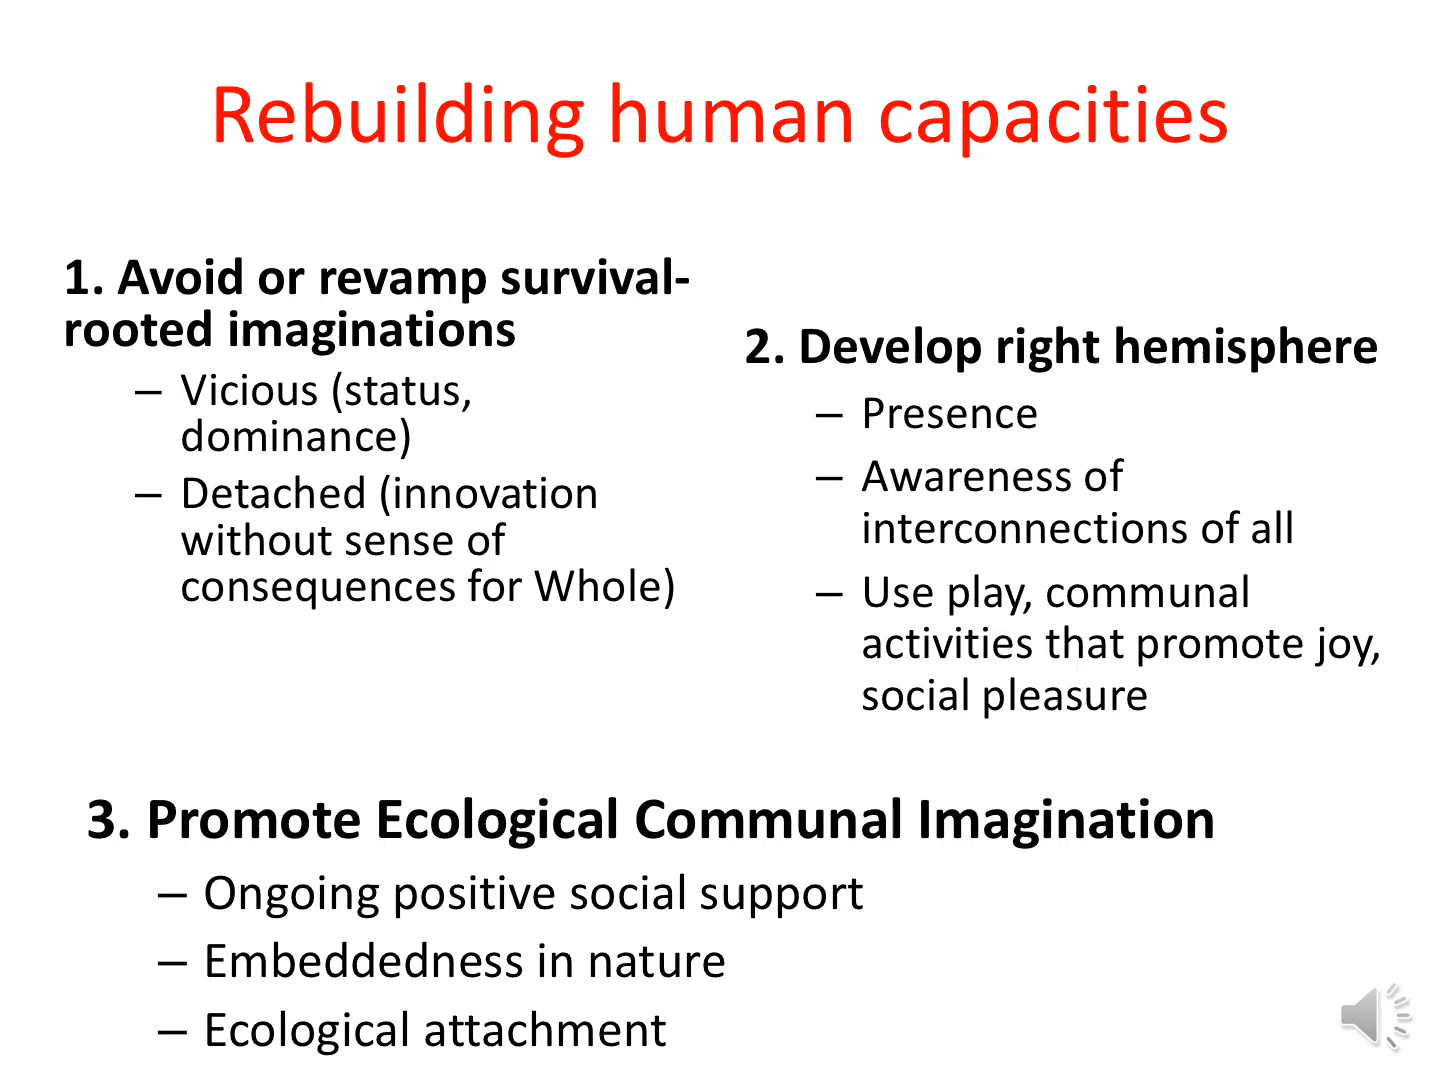 Rebuilding human capacities
1. Avoid or revamp survival-
rooted imaginations
– Vicious (status,
dominance)
– Detached (innovation
without sense of
consequences for Whole)
2. Develop right hemisphere
– Presence
– Awareness of
interconnections of all
– Use play, communal
activities that promote joy,
social pleasure
3. Promote Ecological Communal Imagination
– Ongoing positive social support
– Embeddedness in nature
– Ecological attachment